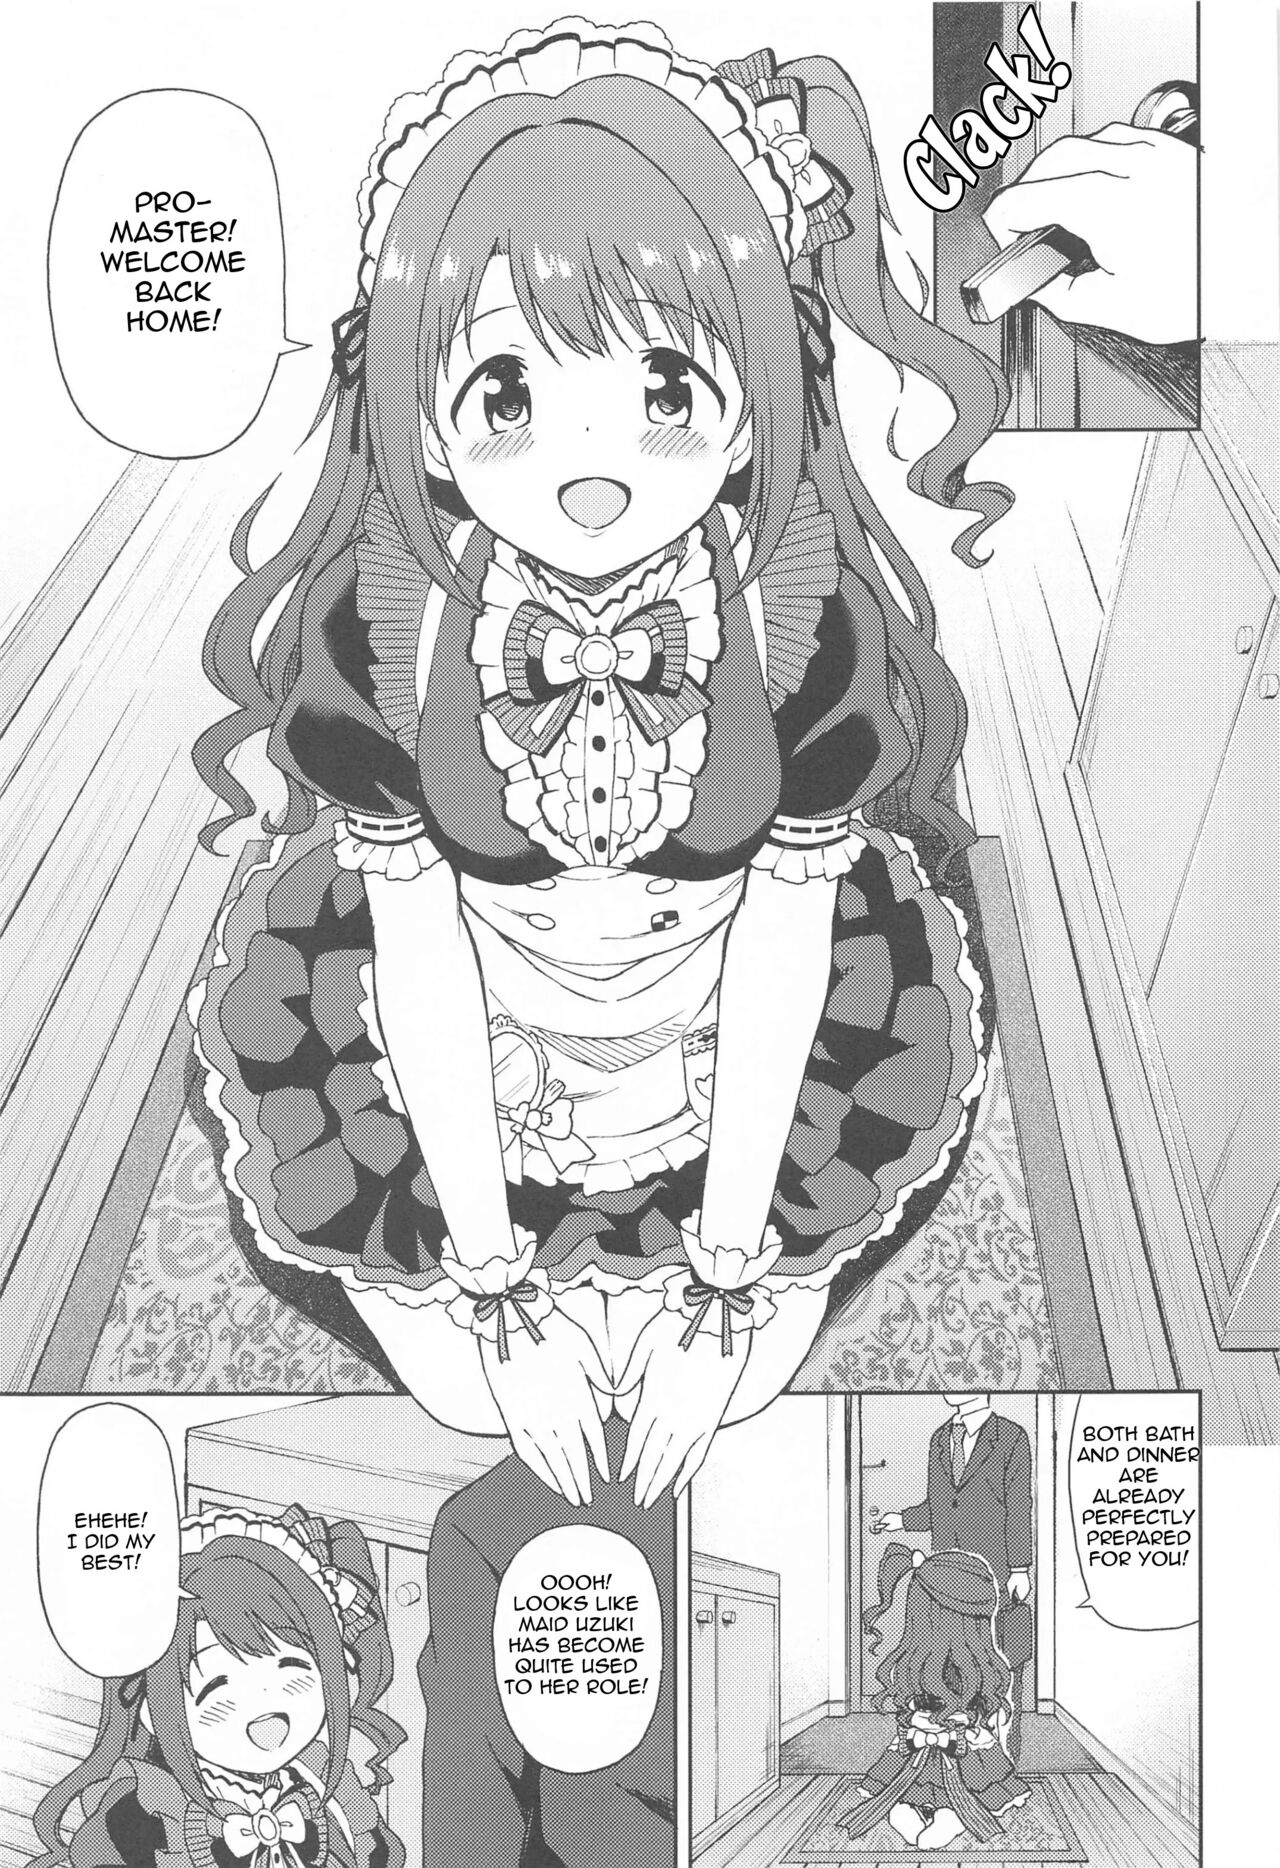 Clack!
PRO-
MASTER!
WELCOME
BACK
HOME!
BOTH BATH
AND DINNER
ARE
ALREADY
PERFECTLY
PREPARED
FOR YOU!
OOOH!
LOOKS LIKE
MAID UZUKI
HAS BECOME
QUITE USED
TO HER ROLE!
EHEHE!
I DID MY
BEST!